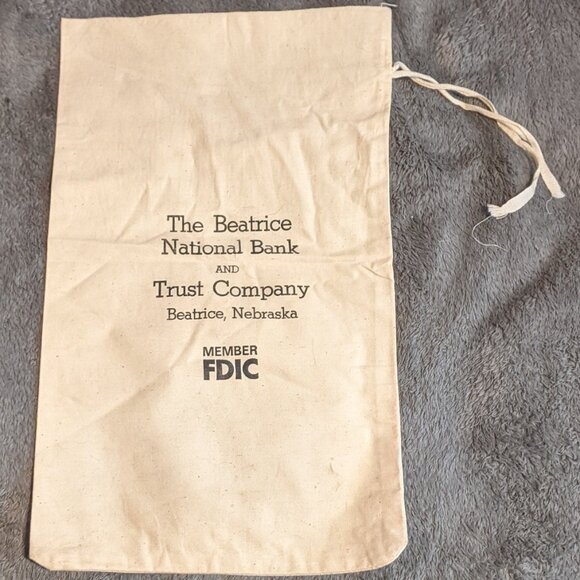 The Beatrice
National Bank
AND
Trust Company
Beatrice, Nebraska
MEMBER
FDIC